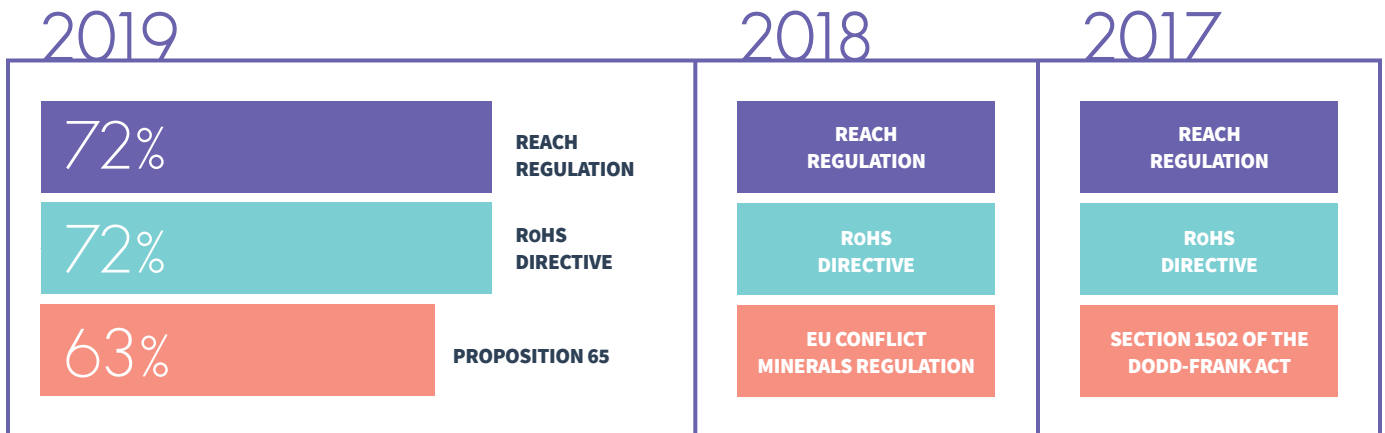 2019
72%
REACH
REGULATION
72%
ROHS
DIRECTIVE
63%
PROPOSITION 65
2018
REACH
REGULATION
ROHS
DIRECTIVE
EU CONFLICT
MINERALS REGULATION
2017
REACH
REGULATION
ROHS
DIRECTIVE
SECTION 1502 OF THE
DODD-FRANK ACT